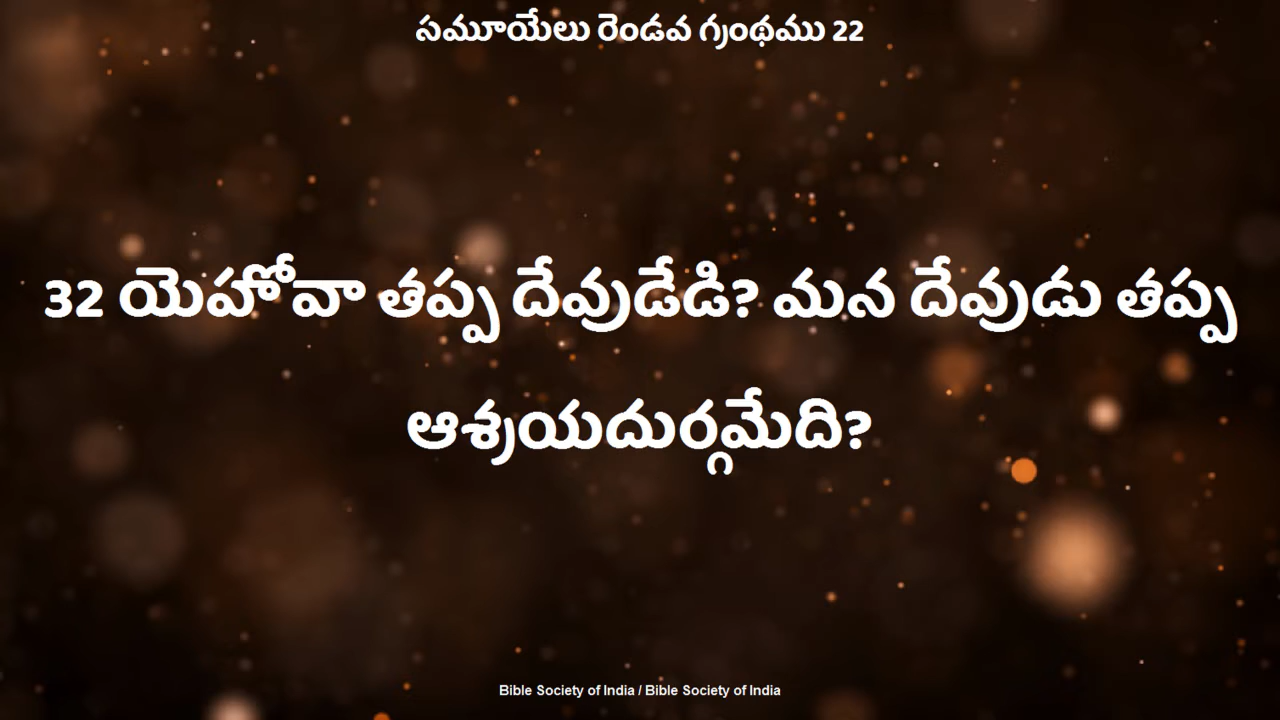 సమూయేలు రెండవ గ్రంథము 22
32 యెహోవా తప్ప దేవుడేడి? మన దేవుడు తప్ప
ఆశ్రయదుర్గమేది?
Bible Society of India / Bible Society of India